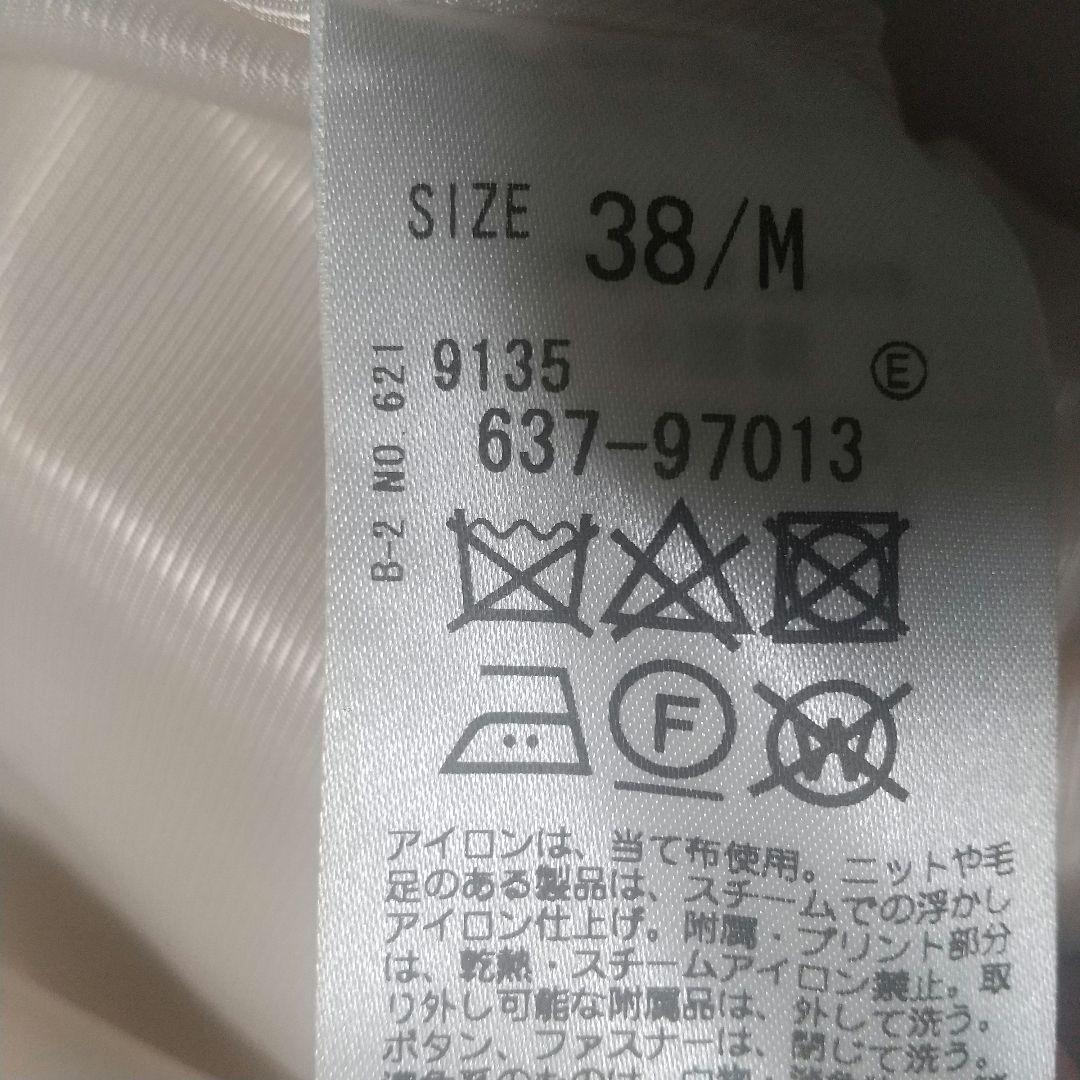 SIZE 38/M
B-2 NO.621
9135 E
637-97013
F
W
アイロンは、当て布使用。ニットや毛
足のある製品は、スチームでの浮かし
アイロン仕上げ。附属・プリント部分
は、乾熱・スチームアイロン禁止。取
り外し可能な附属品は、外して洗う。
ボタン、ファスナーは、閉じて洗う。